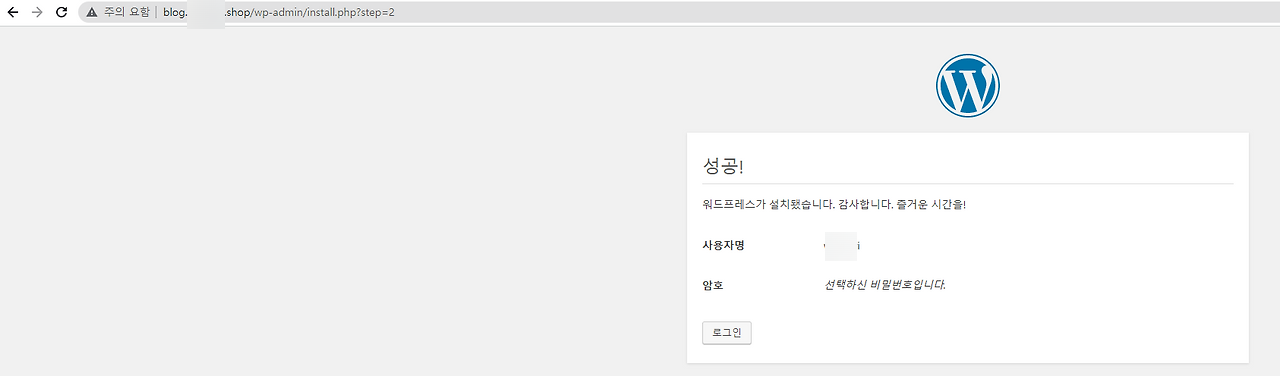 주의 요함 | blog. .shop/wp-admin/install.php?step=2
성공!
워드프레스가 설치됐습니다. 감사합니다. 즐거운 시간을!
사용자명
암호 선택하신 비밀번호입니다.
로그인